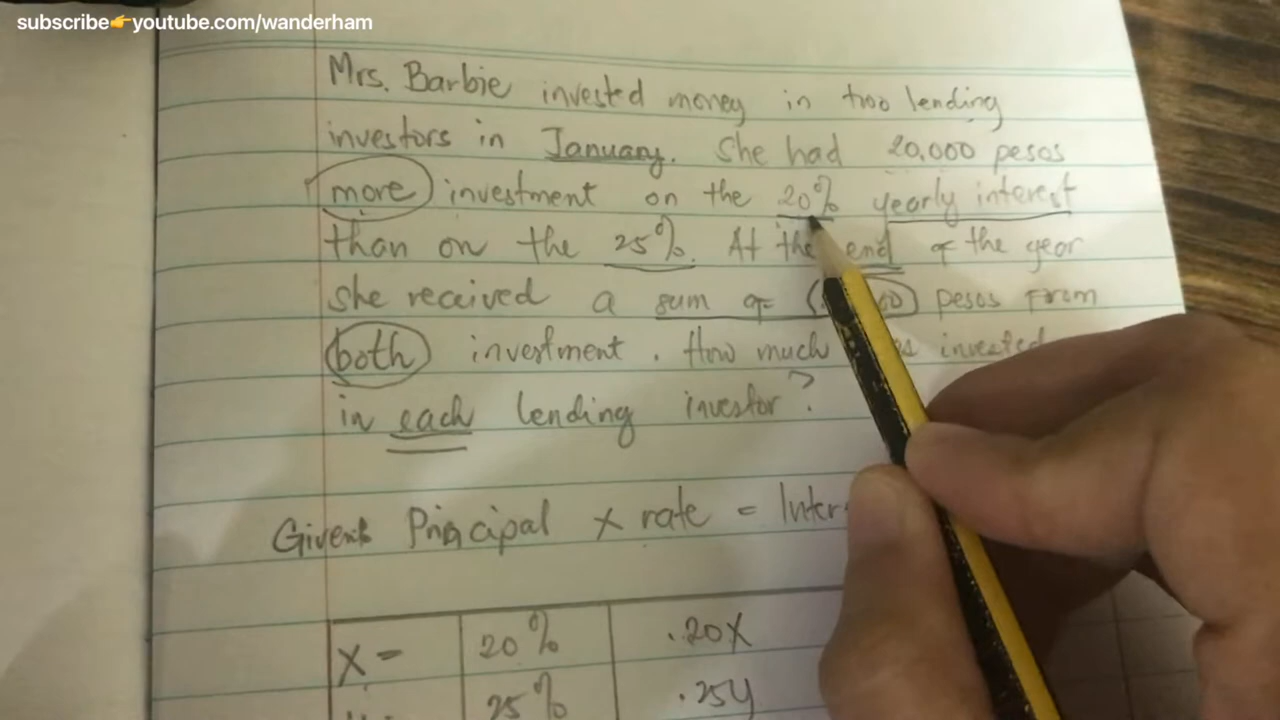 subscribe👉youtube.com/wanderham
Mrs. Barbie invested money in two lending
investors in January. She had 20,000 pesos
more investment on the 20% yearly interest
than on the 25%. At the end of the year
she received a sum of pesos from
both investment. How much invested
in each lending investor?
Given: Principal x rate =
X = 20% .20X
25% .25y